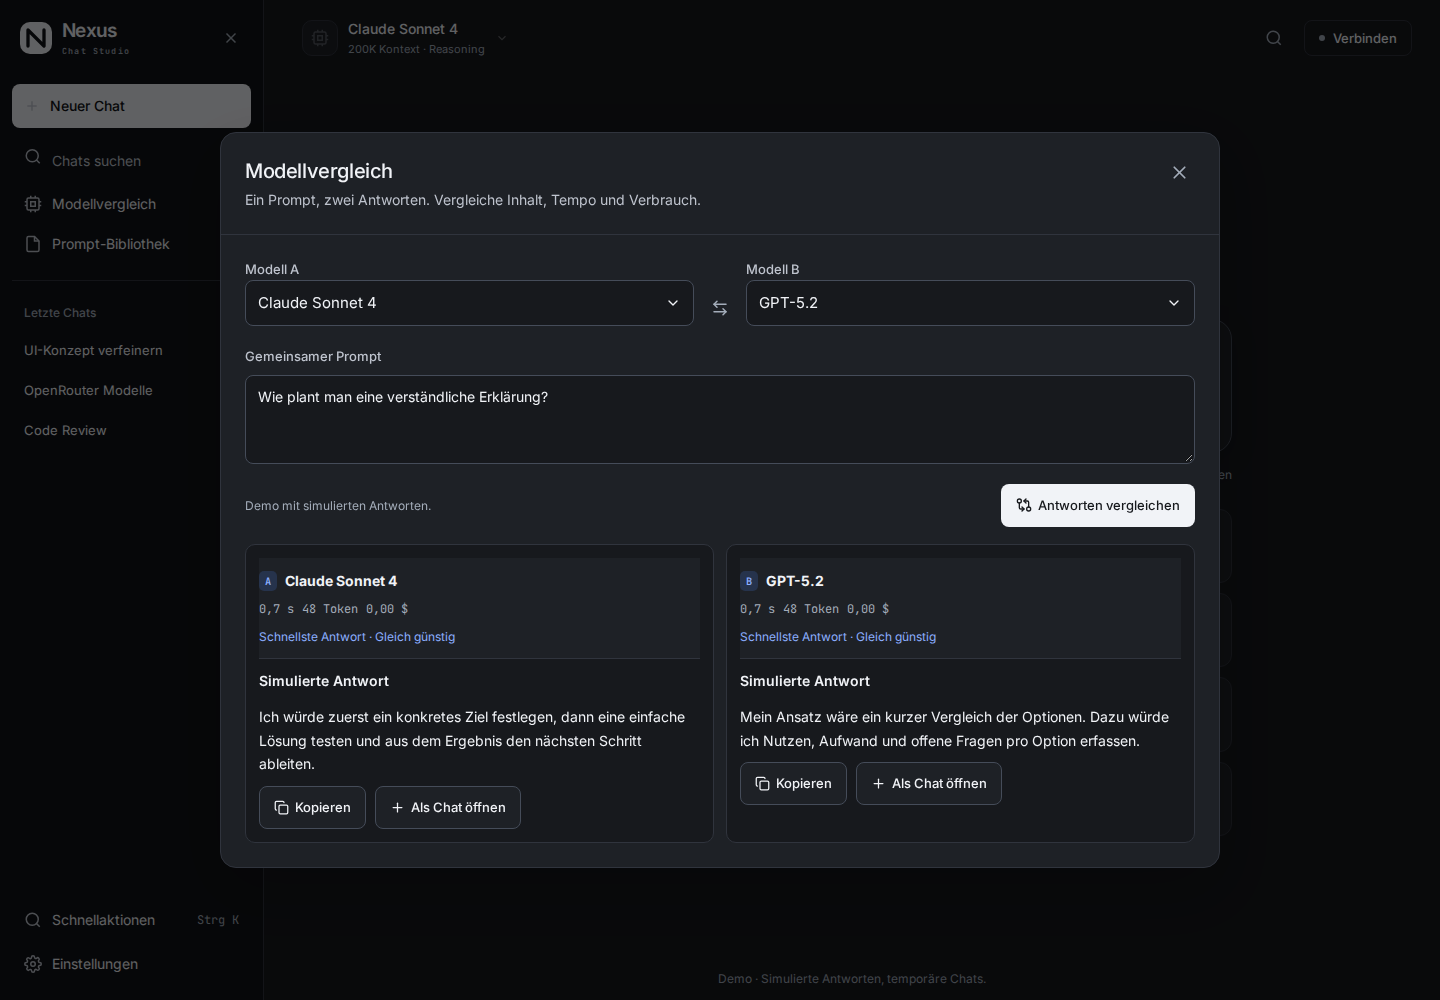 Nexus
Chat Studio
Neuer Chat
Chats suchen
Modellvergleich
Prompt-Bibliothek
Letzte Chats
UI-Konzept verfeinern
OpenRouter Modelle
Code Review
Schnellaktionen
Strg K
Einstellungen
Claude Sonnet 4
200K Kontext · Reasoning
Verbinden
Modellvergleich
Ein Prompt, zwei Antworten. Vergleiche Inhalt, Tempo und Verbrauch.
Modell A
Claude Sonnet 4
Modell B
GPT-5.2
Gemeinsamer Prompt
Wie plant man eine verständliche Erklärung?
Demo mit simulierten Antworten.
Antworten vergleichen
A Claude Sonnet 4
0,7 s 48 Token 0,00 $
Schnellste Antwort · Gleich günstig
Simulierte Antwort
Ich würde zuerst ein konkretes Ziel festlegen, dann eine einfache
Lösung testen und aus dem Ergebnis den nächsten Schritt
ableiten.
Kopieren
Als Chat öffnen
B GPT-5.2
0,7 s 48 Token 0,00 $
Schnellste Antwort · Gleich günstig
Simulierte Antwort
Mein Ansatz wäre ein kurzer Vergleich der Optionen. Dazu würde
ich Nutzen, Aufwand und offene Fragen pro Option erfassen.
Kopieren
Als Chat öffnen
Demo · Simulierte Antworten, temporäre Chats.